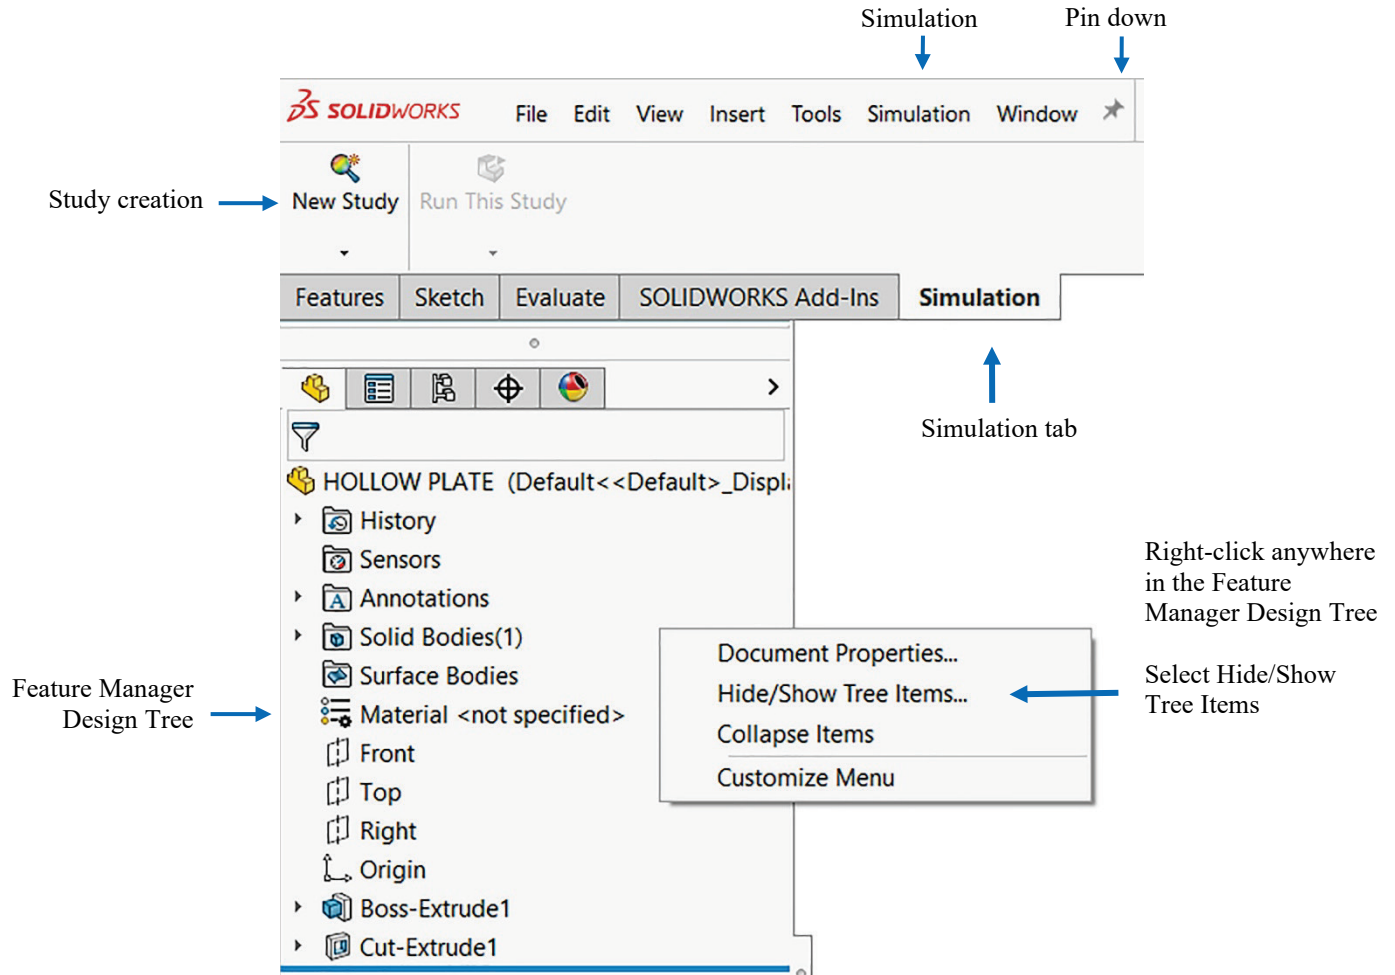 Simulation
Pin down
SOLIDWORKS File Edit View Insert Tools Simulation Window
Study creation
New Study
Run This Study
Features Sketch Evaluate SOLIDWORKS Add-Ins Simulation
Simulation tab
HOLLOW PLATE (Default<<Default>_Displ
History
Sensors
Annotations
Solid Bodies(1)
Surface Bodies
Material <not specified>
Front
Top
Right
Origin
Boss-Extrude1
Cut-Extrude1
Feature Manager
Design Tree
Document Properties...
Hide/Show Tree Items...
Collapse Items
Customize Menu
Right-click anywhere
in the Feature
Manager Design Tree
Select Hide/Show
Tree Items